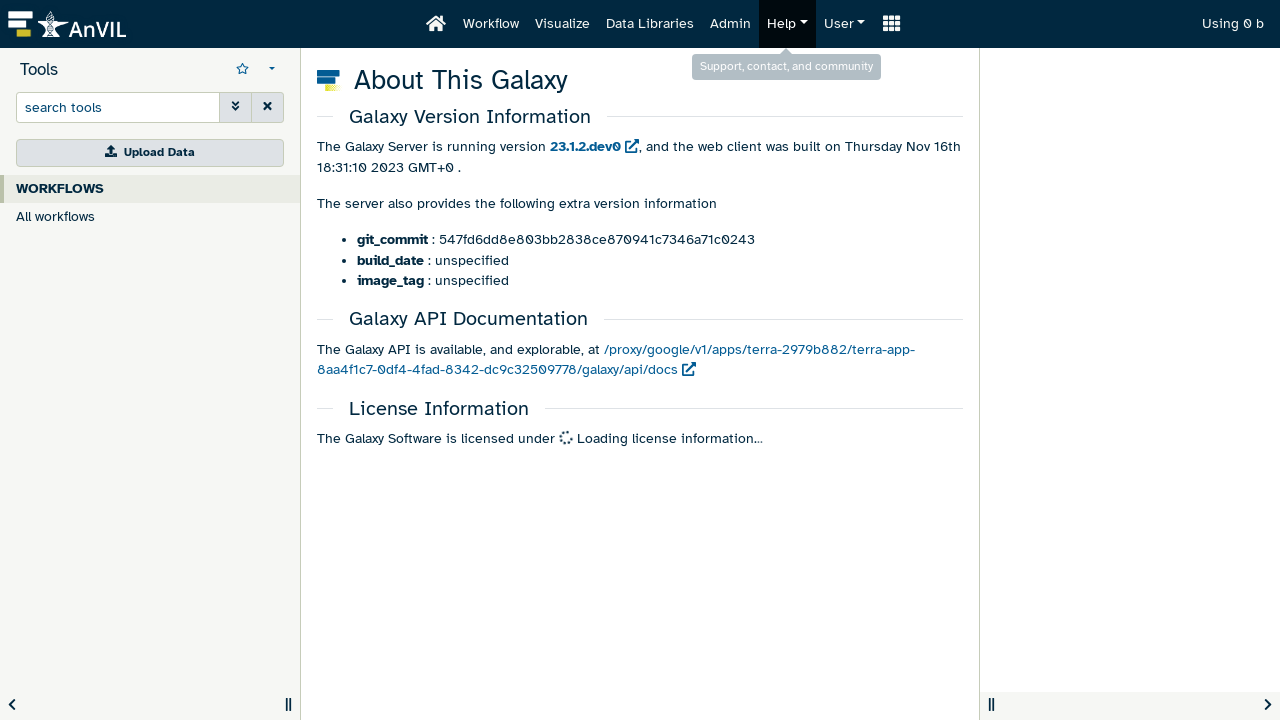 AnVIL
Workflow
Visualize
Data Libraries
Admin
Help
User
Using 0 b
Support, contact, and community
Tools
search tools
Upload Data
WORKFLOWS
All workflows
About This Galaxy
Galaxy Version Information
The Galaxy Server is running version 23.1.2.dev0 , and the web client was built on Thursday Nov 16th
18:31:10 2023 GMT+0 .
The server also provides the following extra version information
• git_commit : 547fd6dd8e803bb2838ce870941c7346a71c0243
• build_date : unspecified
• image_tag : unspecified
Galaxy API Documentation
The Galaxy API is available, and explorable, at /proxy/google/v1/apps/terra-2979b882/terra-app-
8aa4f1c7-0df4-4fad-8342-dc9c32509778/galaxy/api/docs
License Information
The Galaxy Software is licensed under Loading license information...